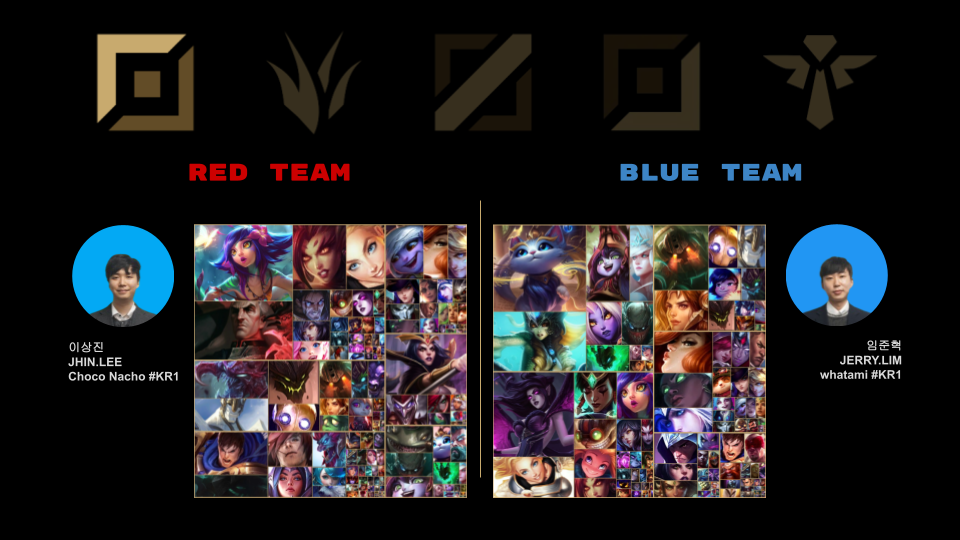 RED TEAM
BLUE TEAM
이상진
JHIN.LEE
Choco Nacho #KR1
임준혁
JERRY.LIM
whatami #KR1